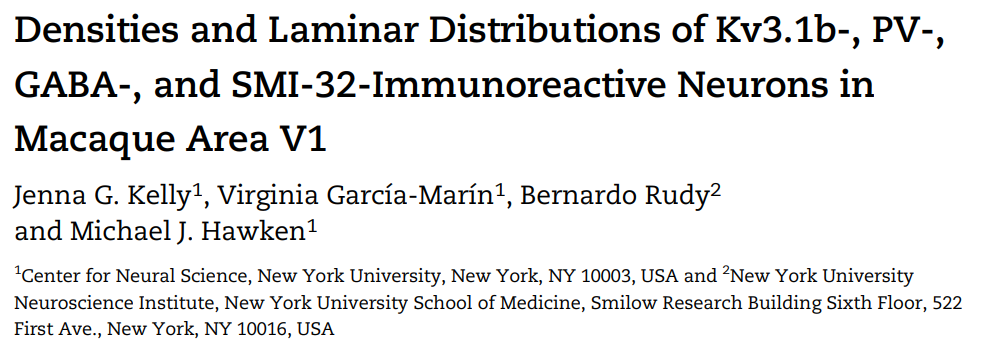 Densities and Laminar Distributions of Kv3.1b-, PV-,
GABA-, and SMI-32-Immunoreactive Neurons in
Macaque Area V1
Jenna G. Kelly¹, Virginia García-Marín¹, Bernardo Rudy²
and Michael J. Hawken¹
¹Center for Neural Science, New York University, New York, NY 10003, USA and ²New York University
Neuroscience Institute, New York University School of Medicine, Smilow Research Building Sixth Floor, 522
First Ave., New York, NY 10016, USA